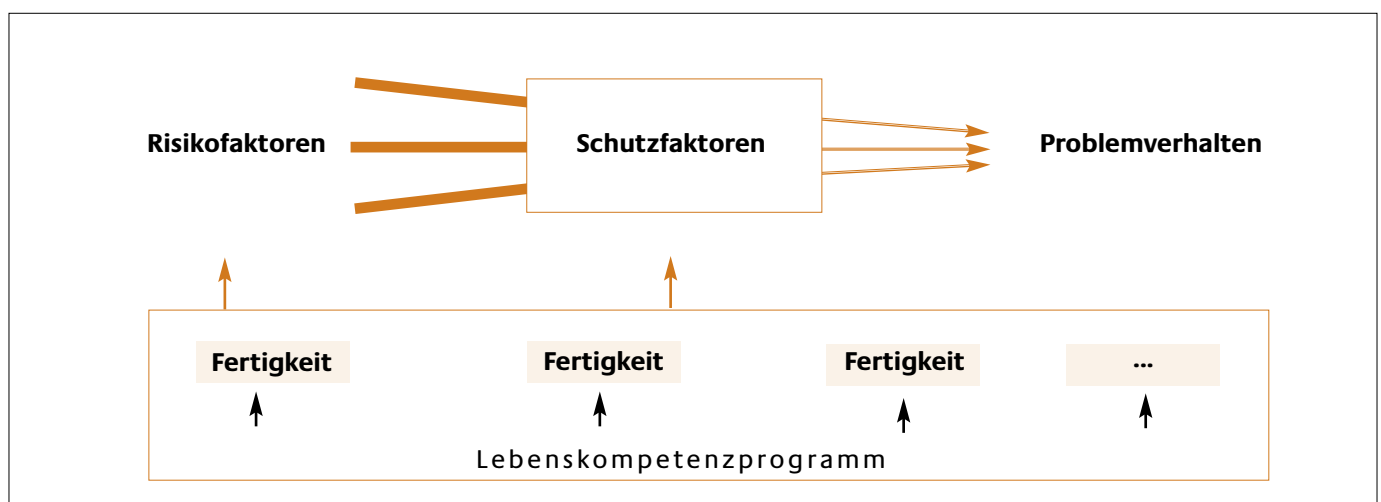 Risikofaktoren Schutzfaktoren Problemverhalten
Fertigkeit Fertigkeit Fertigkeit ...
Lebenskompetenzprogramm